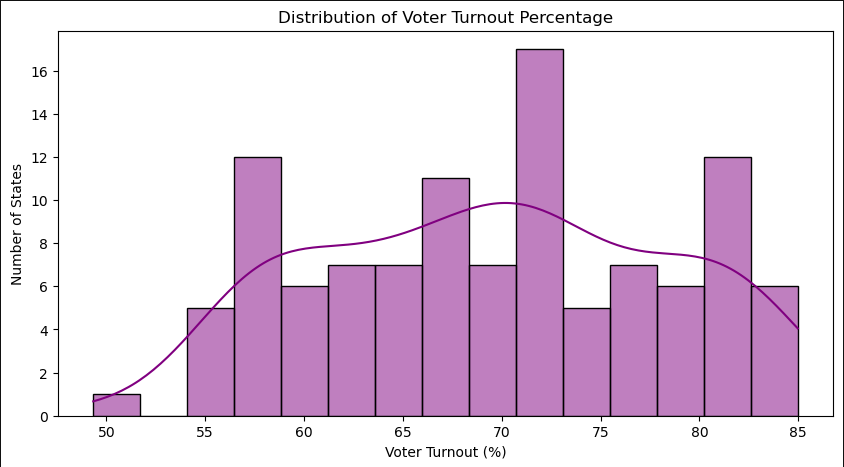 Distribution of Voter Turnout Percentage
Number of States
16
14
12
10
8
6
4
2
0
50 55 60 65 70 75 80 85
Voter Turnout (%)